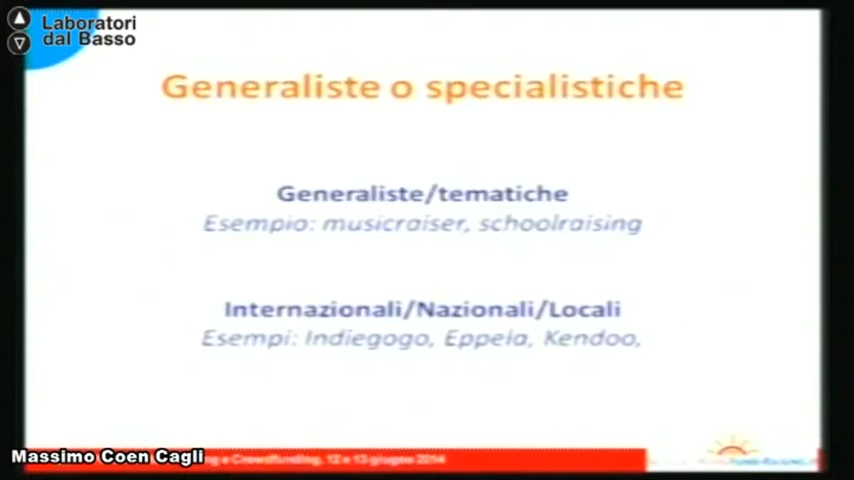 Laboratori
dal Basso
Generaliste o specialistiche
Generaliste/tematiche
Esempio: musicraiser, schoolraising
Internazionali/Nazionali/Locali
Esempi: Indiegogo, Eppela, Kendoo,
Massimo Coen Cagli
e Crowdfunding, 12 e 13 giugno 2014